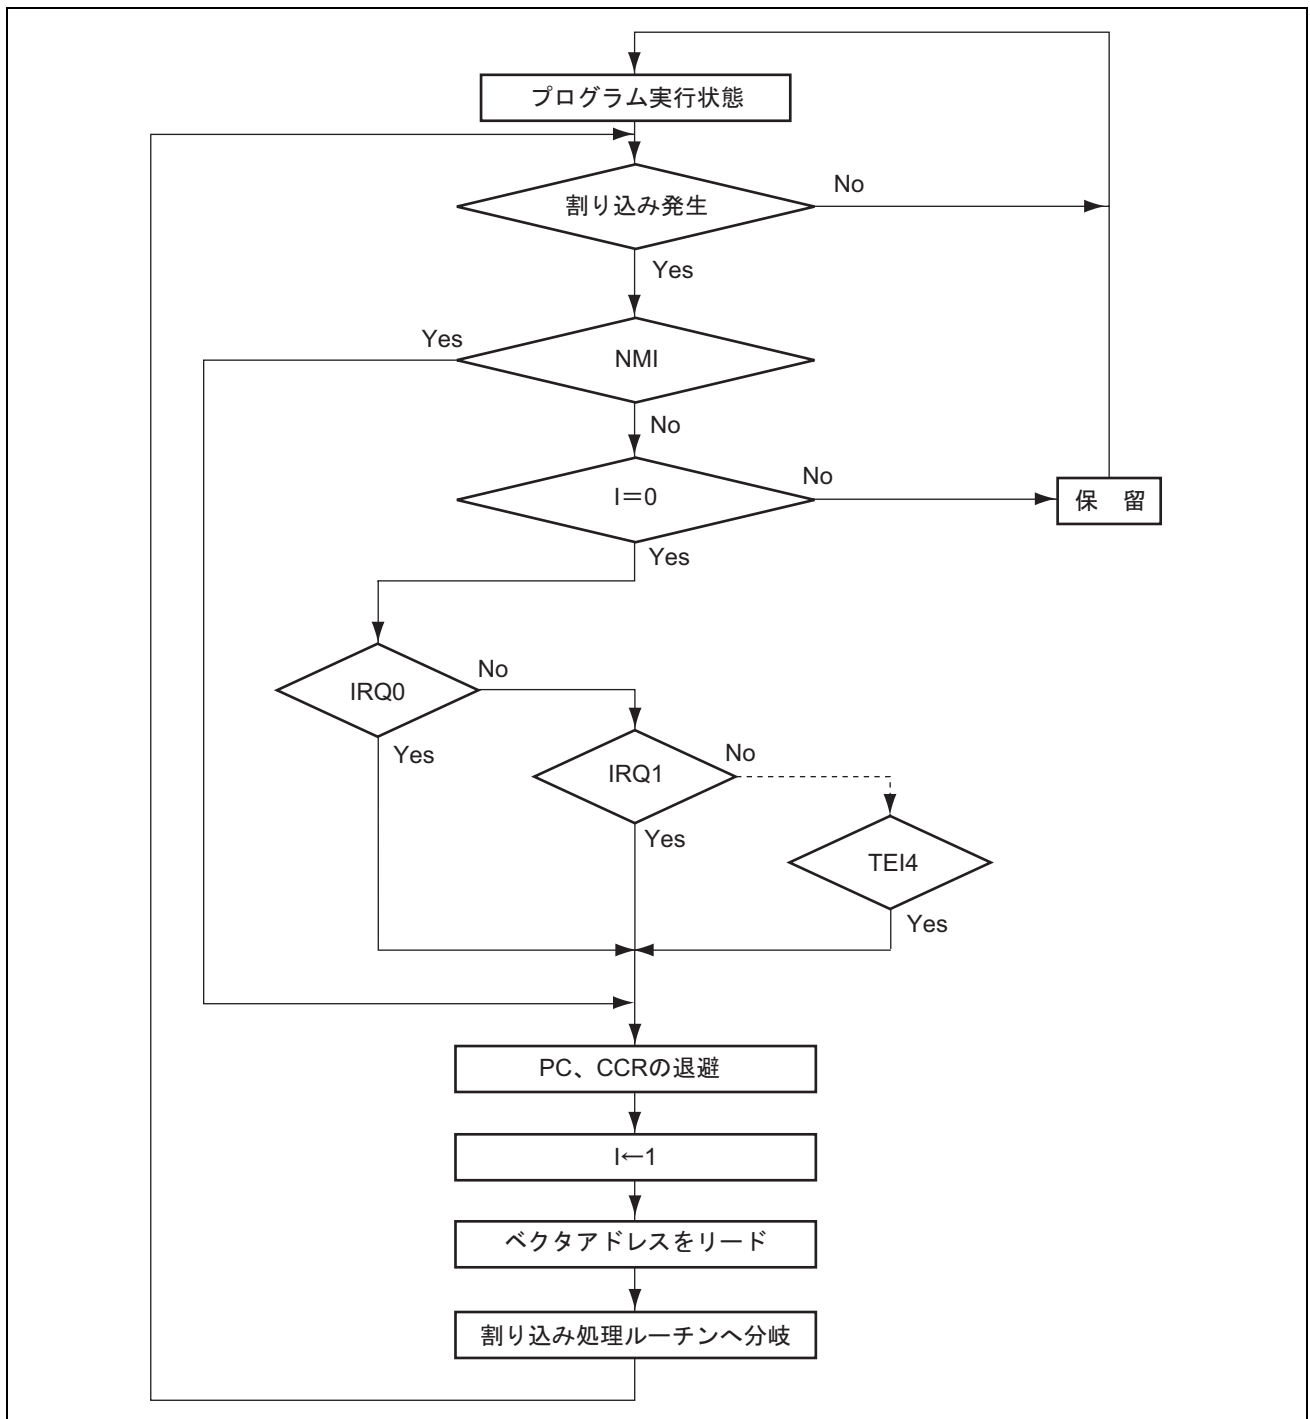 プログラム実行状態
割り込み発生
No
Yes
Yes
NMI
No
I=0
No
保 留
Yes
IRQ0
No
Yes
IRQ1
No
Yes
TEI4
Yes
PC、CCRの退避
I←1
ベクタアドレスをリード
割り込み処理ルーチンへ分岐